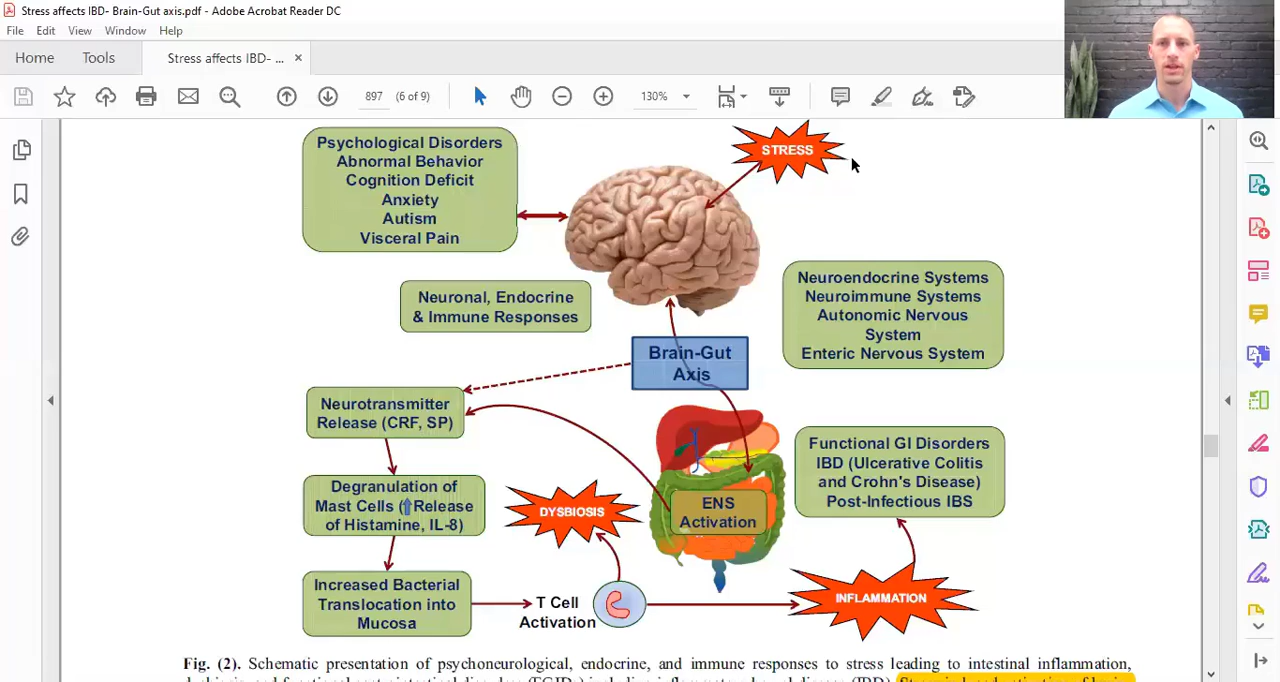 Stress affects IBD- Brain-Gut axis.pdf - Adobe Acrobat Reader DC
File Edit View Window Help
Home Tools Stress affects IBD- ... ×
897 (6 of 9) 130%
Psychological Disorders
Abnormal Behavior
Cognition Deficit
Anxiety
Autism
Visceral Pain
STRESS
Neuronal, Endocrine
& Immune Responses
Neuroendocrine Systems
Neuroimmune Systems
Autonomic Nervous
System
Enteric Nervous System
Brain-Gut
Axis
Neurotransmitter
Release (CRF, SP)
Degranulation of
Mast Cells (⇑Release
of Histamine, IL-8)
Increased Bacterial
Translocation into
Mucosa
DYSBIOSIS
ENS
Activation
Functional GI Disorders
IBD (Ulcerative Colitis
and Crohn's Disease)
Post-Infectious IBS
T Cell
Activation
INFLAMMATION
Fig. (2). Schematic presentation of psychoneurological, endocrine, and immune responses to stress leading to intestinal inflammation,